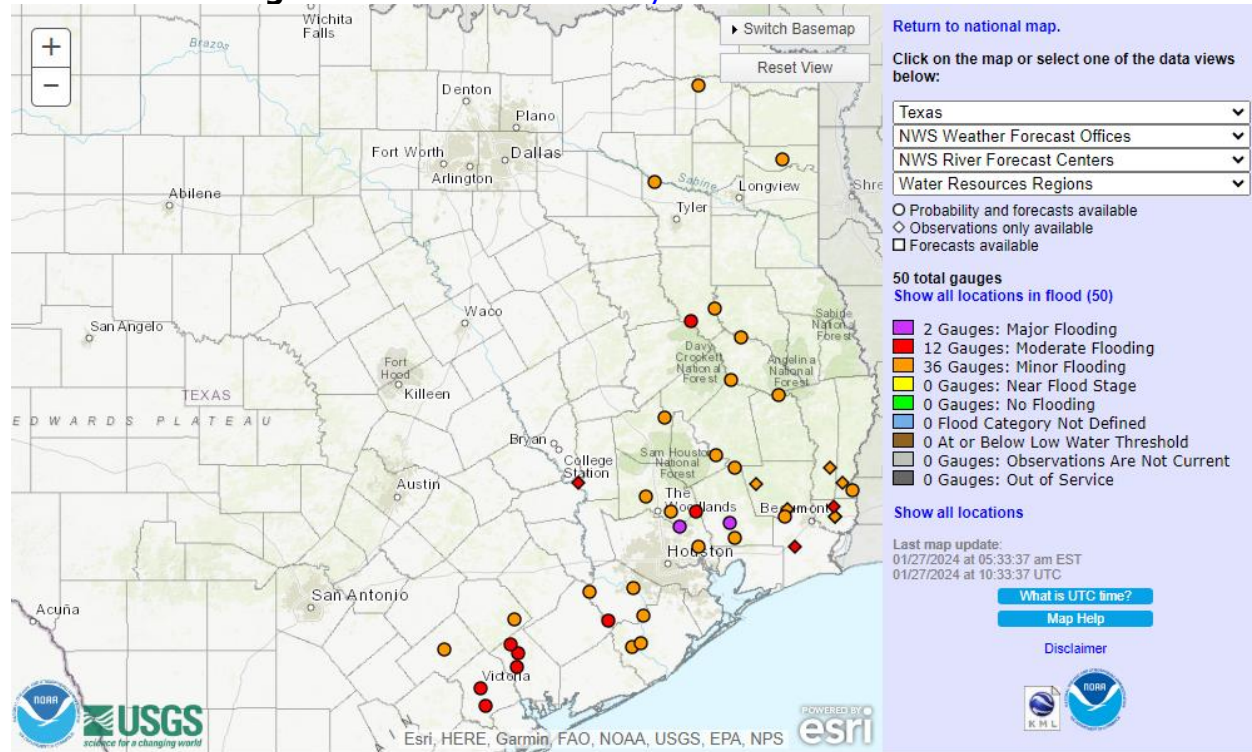 Wichita
Falls
Brazos
Switch Basemap
Reset View
+
−
Denton
Plano
Fort Worth
Dallas
Arlington
Sabine
Longview
Shre
Tyler
Abilene
Waco
San Angelo
Sabine
National
Forest
Davy
Crockett
National
Forest
Angelina
National
Forest
Fort
Hood
Killeen
TEXAS
EDWARDS PLATEAU
Bryan
College
Station
Sam Houston
National
Forest
Austin
The
Woodlands
Beaumont
Houston
San Antonio
Acuña
Victoria
NOAA
USGS
science for a changing world
Esri, HERE, Garmin, FAO, NOAA, USGS, EPA, NPS
POWERED BY
esri
Return to national map.
Click on the map or select one of the data views
below:
Texas
NWS Weather Forecast Offices
NWS River Forecast Centers
Water Resources Regions
Probability and forecasts available
Observations only available
Forecasts available
50 total gauges
Show all locations in flood (50)
2 Gauges: Major Flooding
12 Gauges: Moderate Flooding
36 Gauges: Minor Flooding
0 Gauges: Near Flood Stage
0 Gauges: No Flooding
0 Flood Category Not Defined
0 At or Below Low Water Threshold
0 Gauges: Observations Are Not Current
0 Gauges: Out of Service
Show all locations
Last map update:
01/27/2024 at 05:33:37 am EST
01/27/2024 at 10:33:37 UTC
What is UTC time?
Map Help
Disclaimer
KML
NOAA